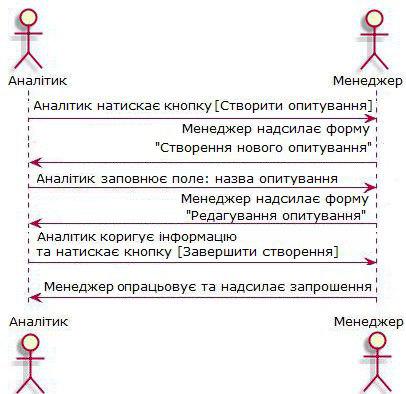 Аналітик Менеджер
Аналітик натискає кнопку [Створити опитування]
Менеджер надсилає форму
"Створення нового опитування"
Аналітик заповнює поле: назва опитування
Менеджер надсилає форму
"Редагування опитування"
Аналітик коригує інформацію
та натискає кнопку [Завершити створення]
Менеджер опрацьовує та надсилає запрошення
Аналітик Менеджер